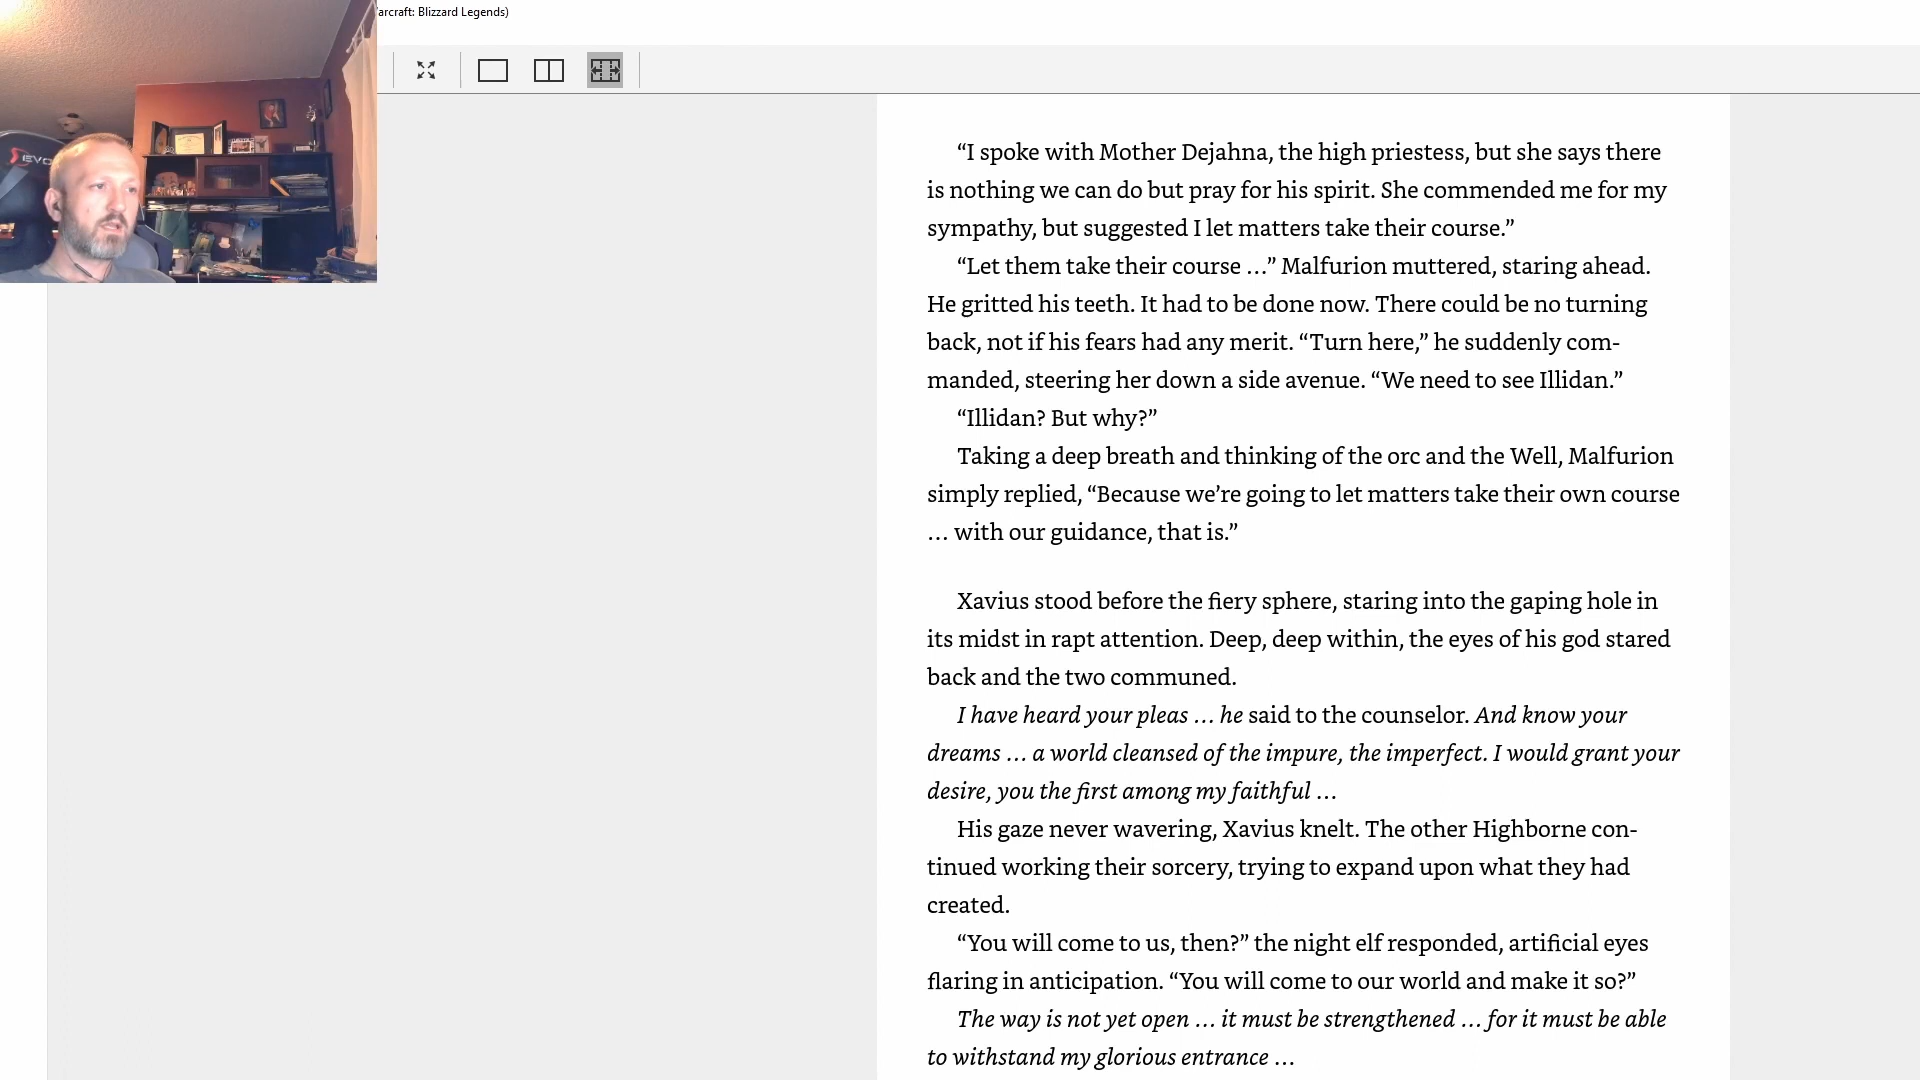 arcraft: Blizzard Legends)
EVO
“I spoke with Mother Dejahna, the high priestess, but she says there
is nothing we can do but pray for his spirit. She commended me for my
sympathy, but suggested I let matters take their course.”
“Let them take their course …” Malfurion muttered, staring ahead.
He gritted his teeth. It had to be done now. There could be no turning
back, not if his fears had any merit. “Turn here,” he suddenly com-
manded, steering her down a side avenue. “We need to see Illidan.”
“Illidan? But why?”
Taking a deep breath and thinking of the orc and the Well, Malfurion
simply replied, “Because we’re going to let matters take their own course
… with our guidance, that is.”
Xavius stood before the fiery sphere, staring into the gaping hole in
its midst in rapt attention. Deep, deep within, the eyes of his god stared
back and the two communed.
I have heard your pleas … he said to the counselor. And know your
dreams … a world cleansed of the impure, the imperfect. I would grant your
desire, you the first among my faithful …
His gaze never wavering, Xavius knelt. The other Highborne con-
tinued working their sorcery, trying to expand upon what they had
created.
“You will come to us, then?” the night elf responded, artificial eyes
flaring in anticipation. “You will come to our world and make it so?”
The way is not yet open … it must be strengthened … for it must be able
to withstand my glorious entrance …